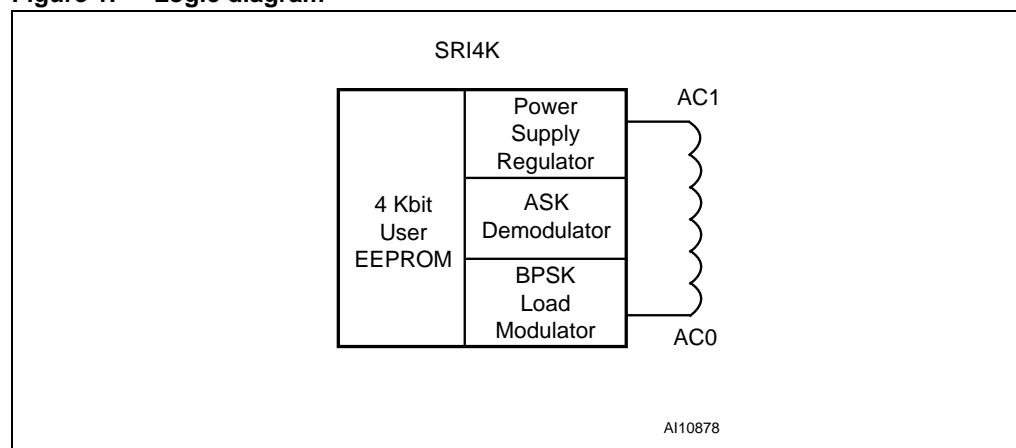 Figure 1. Logic diagram
SRI4K
Power
Supply
Regulator
ASK
Demodulator
BPSK
Load
Modulator
4 Kbit
User
EEPROM
AC1
AC0
AI10878